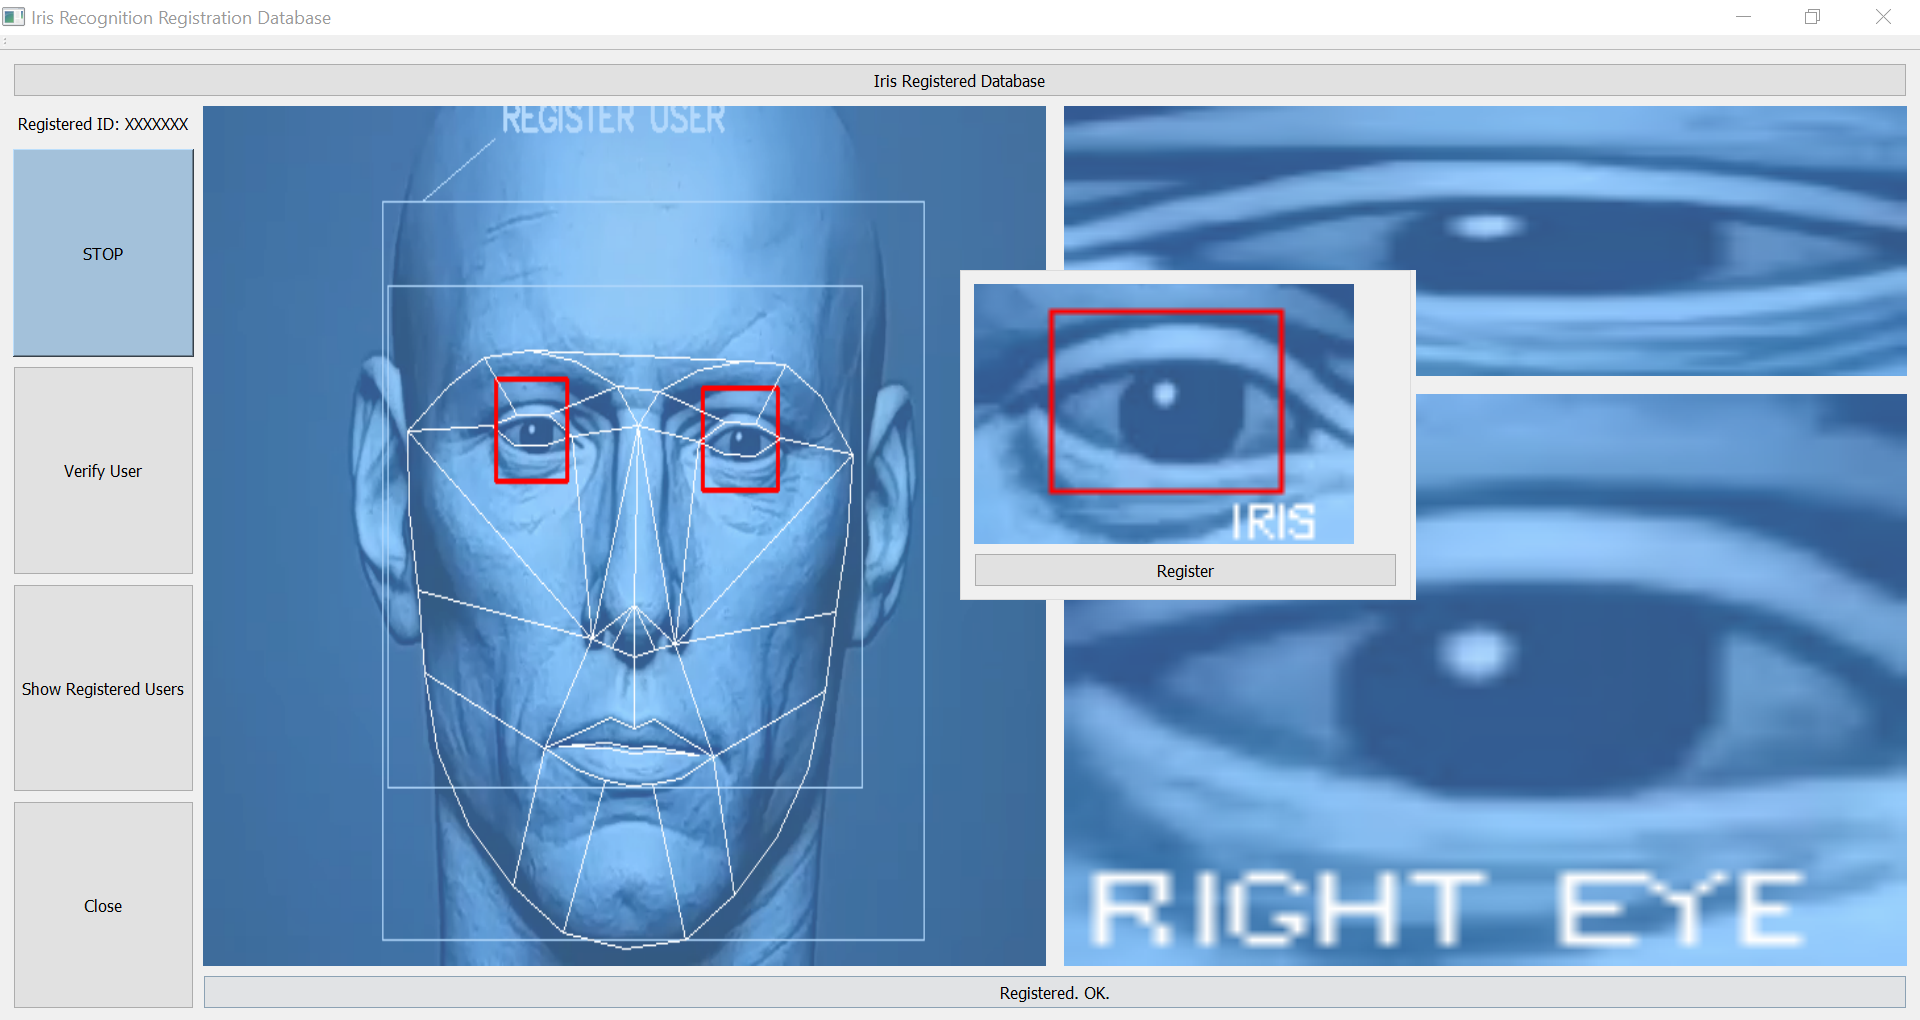 Iris Recognition Registration Database
Iris Registered Database
Registered ID: XXXXXXX
STOP
Verify User
Show Registered Users
Close
REGISTER USER
IRIS
Register
RIGHT EYE
Registered. OK.